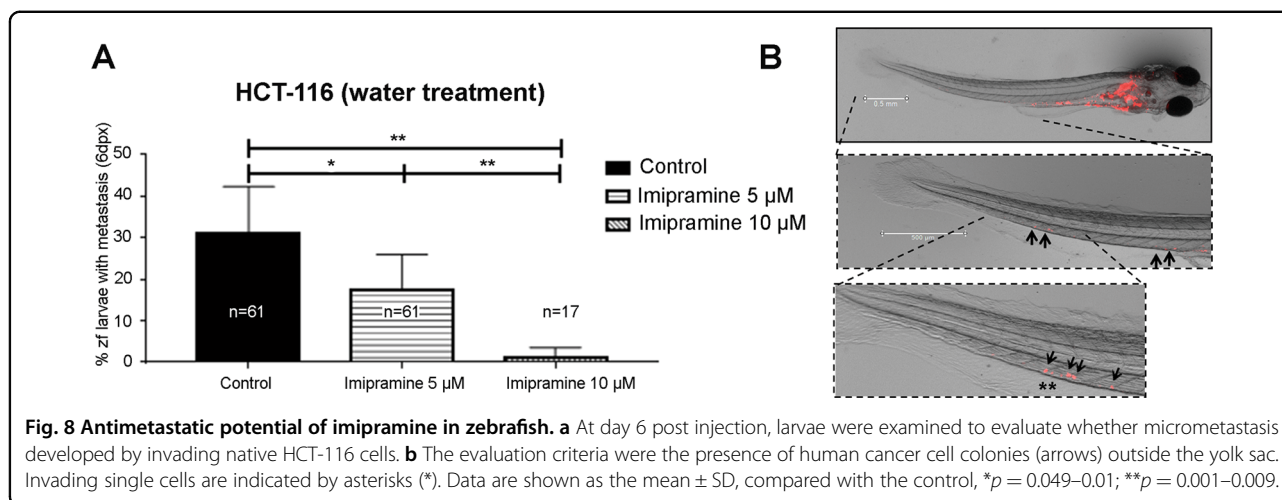 A
HCT-116 (water treatment)
**
* **
% zf larvae with metastasis (6dpx)
50
40
30
20
10
0
n=61
n=61
n=17
Control
Imipramine 5 µM
Imipramine 10 µM
Control
Imipramine 5 µM
Imipramine 10 µM
B
0.5 mm
500 µm
**
Fig. 8 Antimetastatic potential of imipramine in zebrafish. a At day 6 post injection, larvae were examined to evaluate whether micrometastasis
developed by invading native HCT-116 cells. b The evaluation criteria were the presence of human cancer cell colonies (arrows) outside the yolk sac.
Invading single cells are indicated by asterisks (*). Data are shown as the mean ± SD, compared with the control, *p = 0.049–0.01; **p = 0.001–0.009.